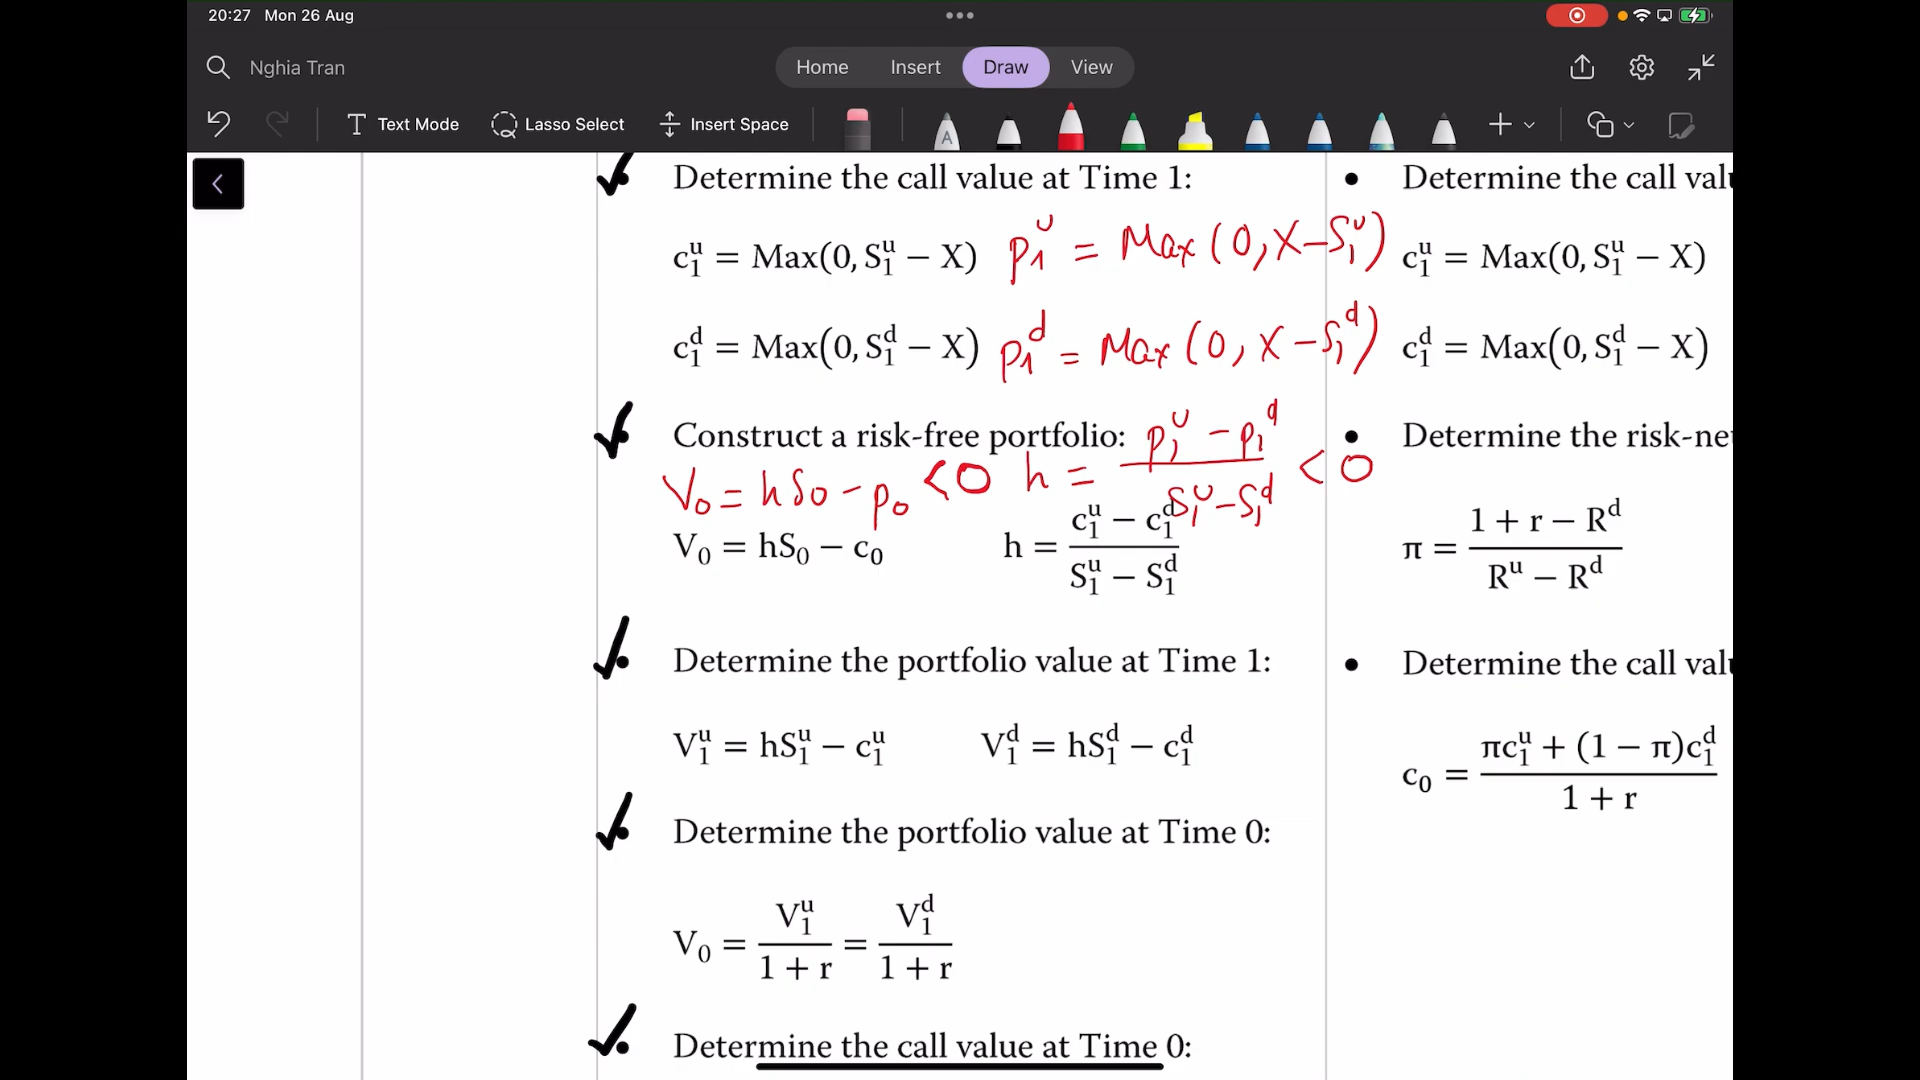 20:27 Mon 26 Aug
Nghia Tran
Home Insert Draw View
Text Mode Lasso Select Insert Space
A
• Determine the call value at Time 1:
c₁ᵘ = Max(0, S₁ᵘ − X)
p₁ᵘ = Max (0, X − S₁ᵘ)
c₁ᵈ = Max(0, S₁ᵈ − X)
p₁ᵈ = Max (0, X − S₁ᵈ)
• Construct a risk-free portfolio:
V₀ = hS₀ − p₀ < 0
h = (p₁ᵘ − p₁ᵈ) / (S₁ᵘ − S₁ᵈ) < 0
V₀ = hS₀ − c₀
h = (c₁ᵘ − c₁ᵈ) / (S₁ᵘ − S₁ᵈ)
• Determine the portfolio value at Time 1:
V₁ᵘ = hS₁ᵘ − c₁ᵘ
V₁ᵈ = hS₁ᵈ − c₁ᵈ
• Determine the portfolio value at Time 0:
V₀ = V₁ᵘ / (1 + r) = V₁ᵈ / (1 + r)
• Determine the call value at Time 0:
• Determine the call val
c₁ᵘ = Max(0, S₁ᵘ − X)
c₁ᵈ = Max(0, S₁ᵈ − X)
• Determine the risk-ne
π = (1 + r − Rᵈ) / (Rᵘ − Rᵈ)
• Determine the call val
c₀ = (πc₁ᵘ + (1 − π)c₁ᵈ) / (1 + r)